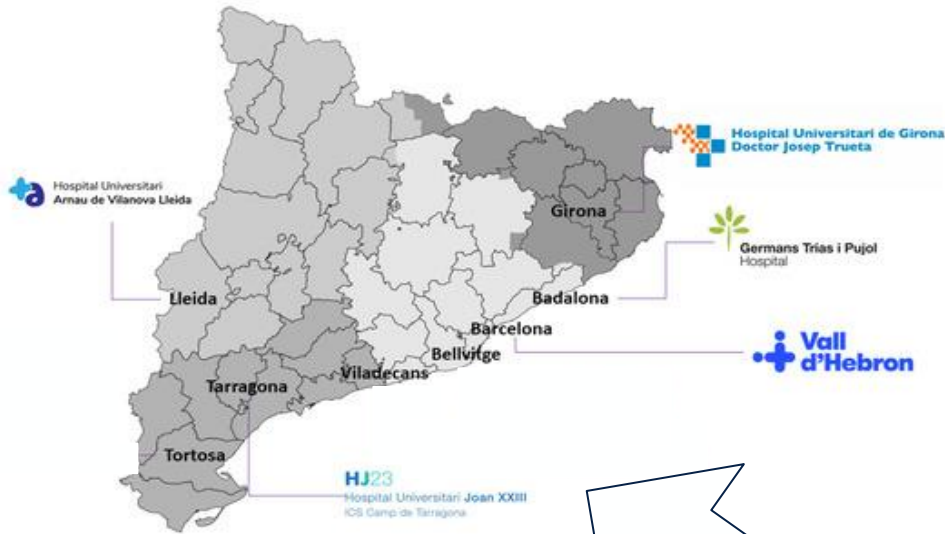 Hospital Universitari de Girona
Doctor Josep Trueta
Hospital Universitari
Arnau de Vilanova Lleida
Girona
Germans Trias i Pujol
Hospital
Lleida
Badalona
Barcelona
Vall
d'Hebron
Bellvitge
Viladecans
Tarragona
Tortosa
HJ23
Hospital Universitari Joan XXIII
ICS Camp de Tarragona